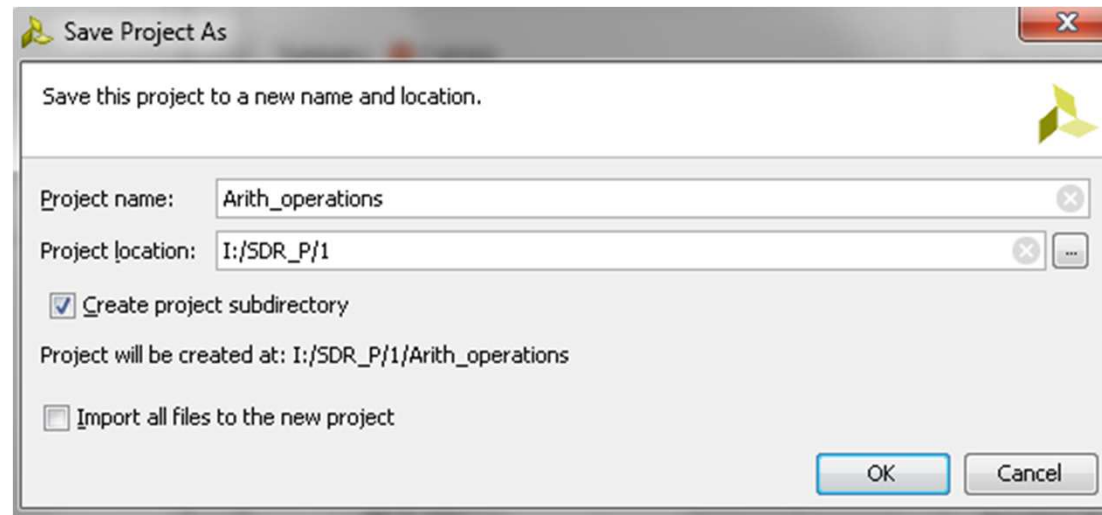 Save Project As
Save this project to a new name and location.
Project name: Arith_operations
Project location: I:/SDR_P/1 ...
Create project subdirectory
Project will be created at: I:/SDR_P/1/Arith_operations
Import all files to the new project
OK Cancel